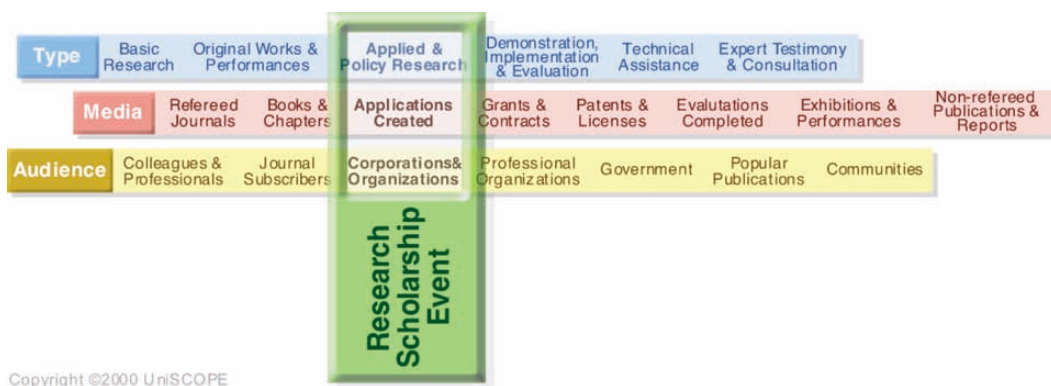 Type
Basic
Research
Original Works &
Performances
Applied &
Policy Research
Demonstration,
Implementation
& Evaluation
Technical
Assistance
Expert Testimony
& Consultation
Media
Refereed
Journals
Books &
Chapters
Applications
Created
Grants &
Contracts
Patents &
Licenses
Evalutations
Completed
Exhibitions &
Performances
Non-refereed
Publications &
Reports
Audience
Colleagues &
Professionals
Journal
Subscribers
Corporations&
Organizations
Professional
Organizations
Government
Popular
Publications
Communities
Research
Scholarship
Event
Copyright ©2000 UniSCOPE